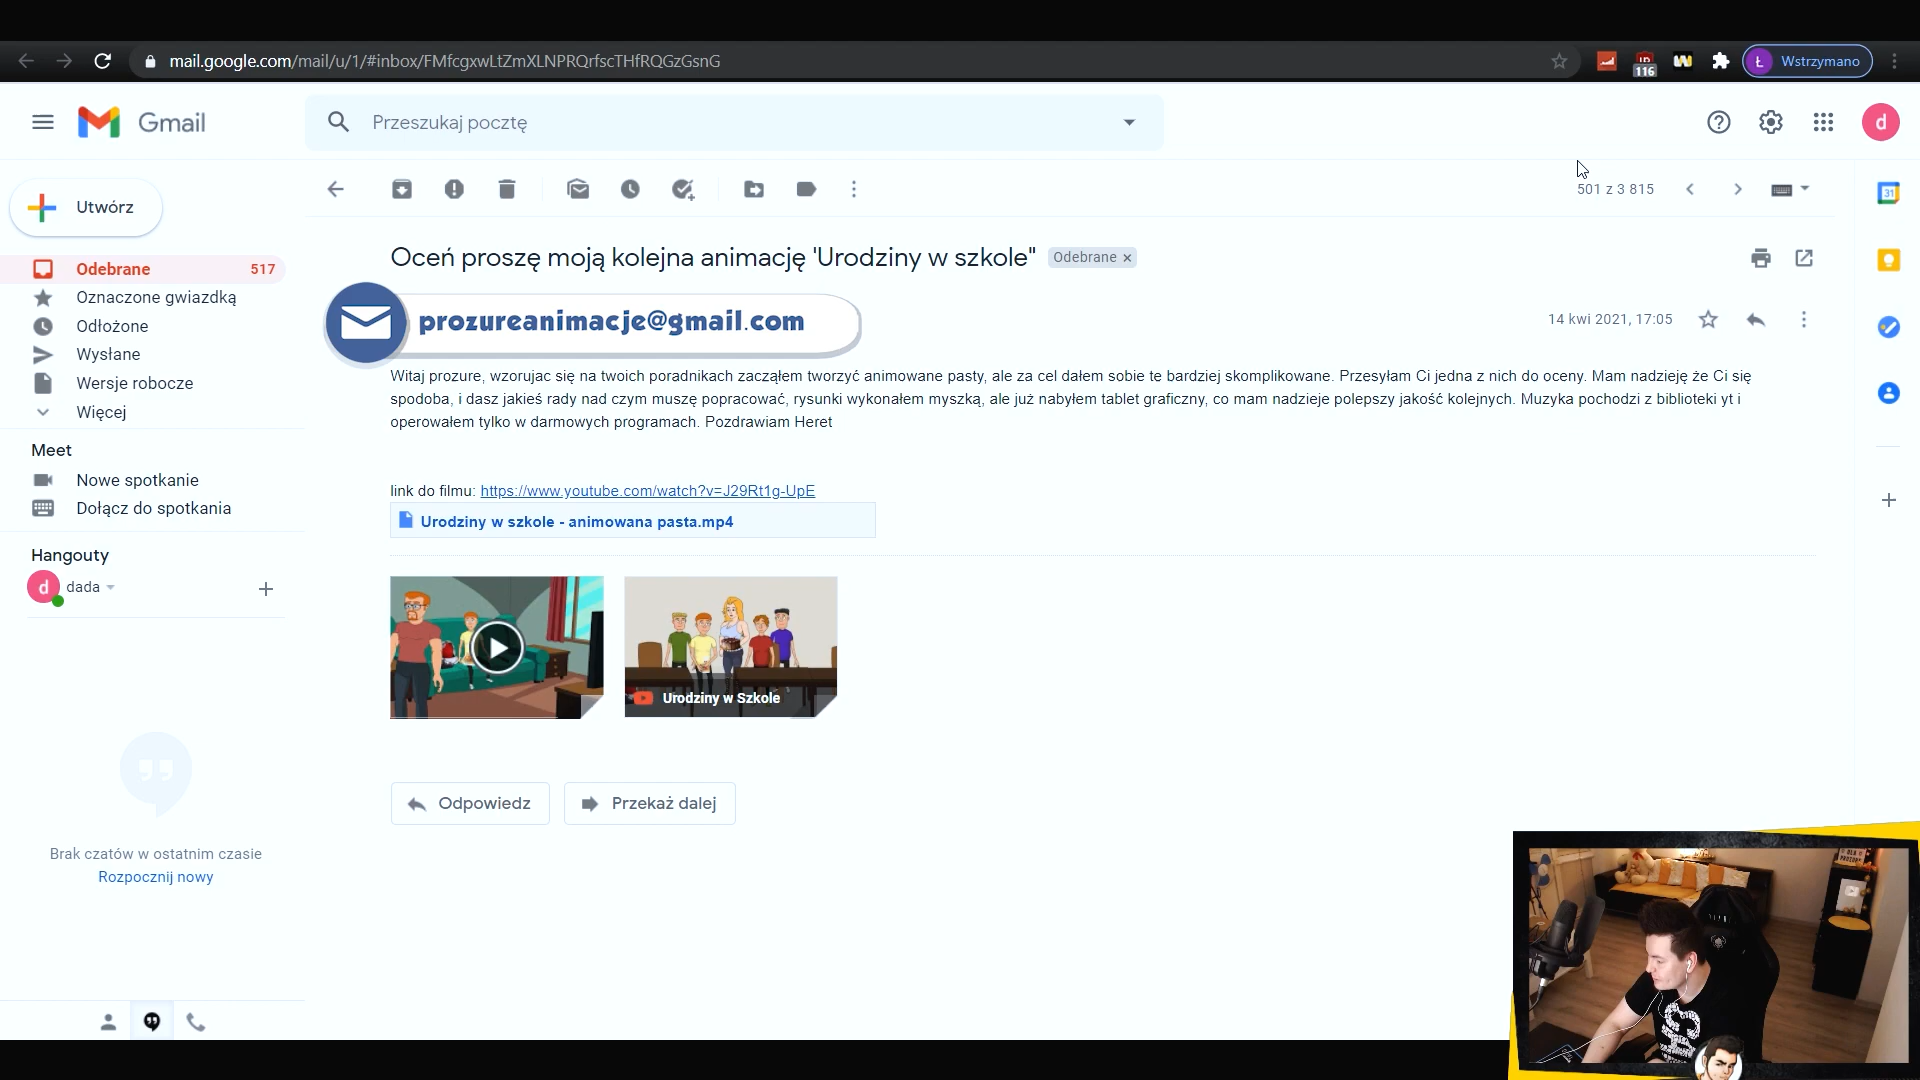 mail.google.com/mail/u/1/#inbox/FMfcgxwLtZmXLNPRQrfscTHfRQGzGsnG
116
Ł
Wstrzymano
Gmail
Przeszukaj pocztę
d
Utwórz
501 z 3 815
31
Odebrane 517
Oznaczone gwiazdką
Odłożone
Wysłane
Wersje robocze
Więcej
Meet
Nowe spotkanie
Dołącz do spotkania
Hangouty
d dada
Brak czatów w ostatnim czasie
Rozpocznij nowy
Oceń proszę moją kolejna animację 'Urodziny w szkole" Odebrane ×
prozureanimacje@gmail.com
14 kwi 2021, 17:05
Witaj prozure, wzorujac się na twoich poradnikach zacząłem tworzyć animowane pasty, ale za cel dałem sobie te bardziej skomplikowane. Przesyłam Ci jedna z nich do oceny. Mam nadzieję że Ci się
spodoba, i dasz jakieś rady nad czym muszę popracować, rysunki wykonałem myszką, ale już nabyłem tablet graficzny, co mam nadzieje polepszy jakość kolejnych. Muzyka pochodzi z biblioteki yt i
operowałem tylko w darmowych programach. Pozdrawiam Heret
link do filmu: https://www.youtube.com/watch?v=J29Rt1g-UpE
Urodziny w szkole - animowana pasta.mp4
Urodziny w Szkole
Odpowiedz
Przekaż dalej